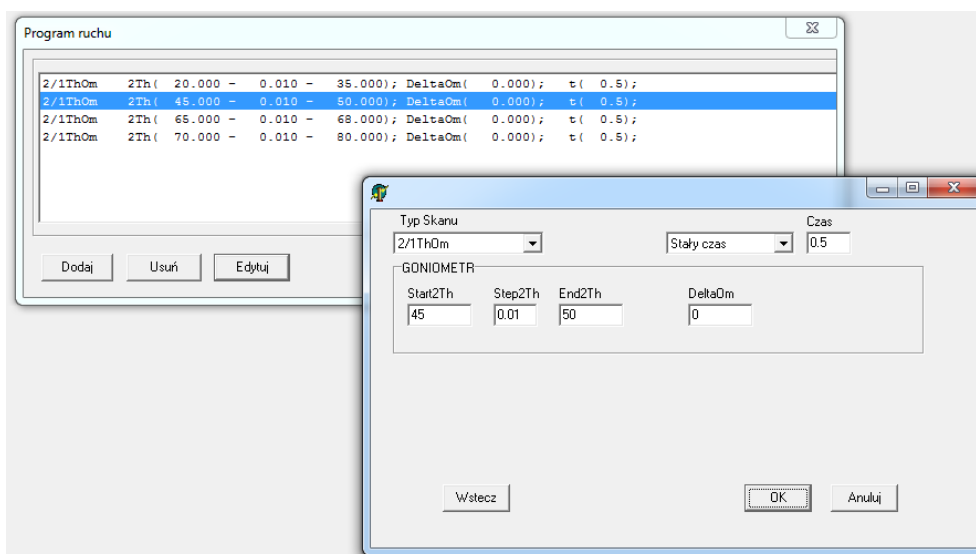 Program ruchu
2/1ThOm 2Th( 20.000 - 0.010 - 35.000); DeltaOm( 0.000); t( 0.5);
2/1ThOm 2Th( 45.000 - 0.010 - 50.000); DeltaOm( 0.000); t( 0.5);
2/1ThOm 2Th( 65.000 - 0.010 - 68.000); DeltaOm( 0.000); t( 0.5);
2/1ThOm 2Th( 70.000 - 0.010 - 80.000); DeltaOm( 0.000); t( 0.5);
Dodaj Usuń Edytuj
Typ Skanu Czas
2/1ThOm Stały czas 0.5
GONIOMETR
Start2Th Step2Th End2Th DeltaOm
45 0.01 50 0
Wstecz OK Anuluj